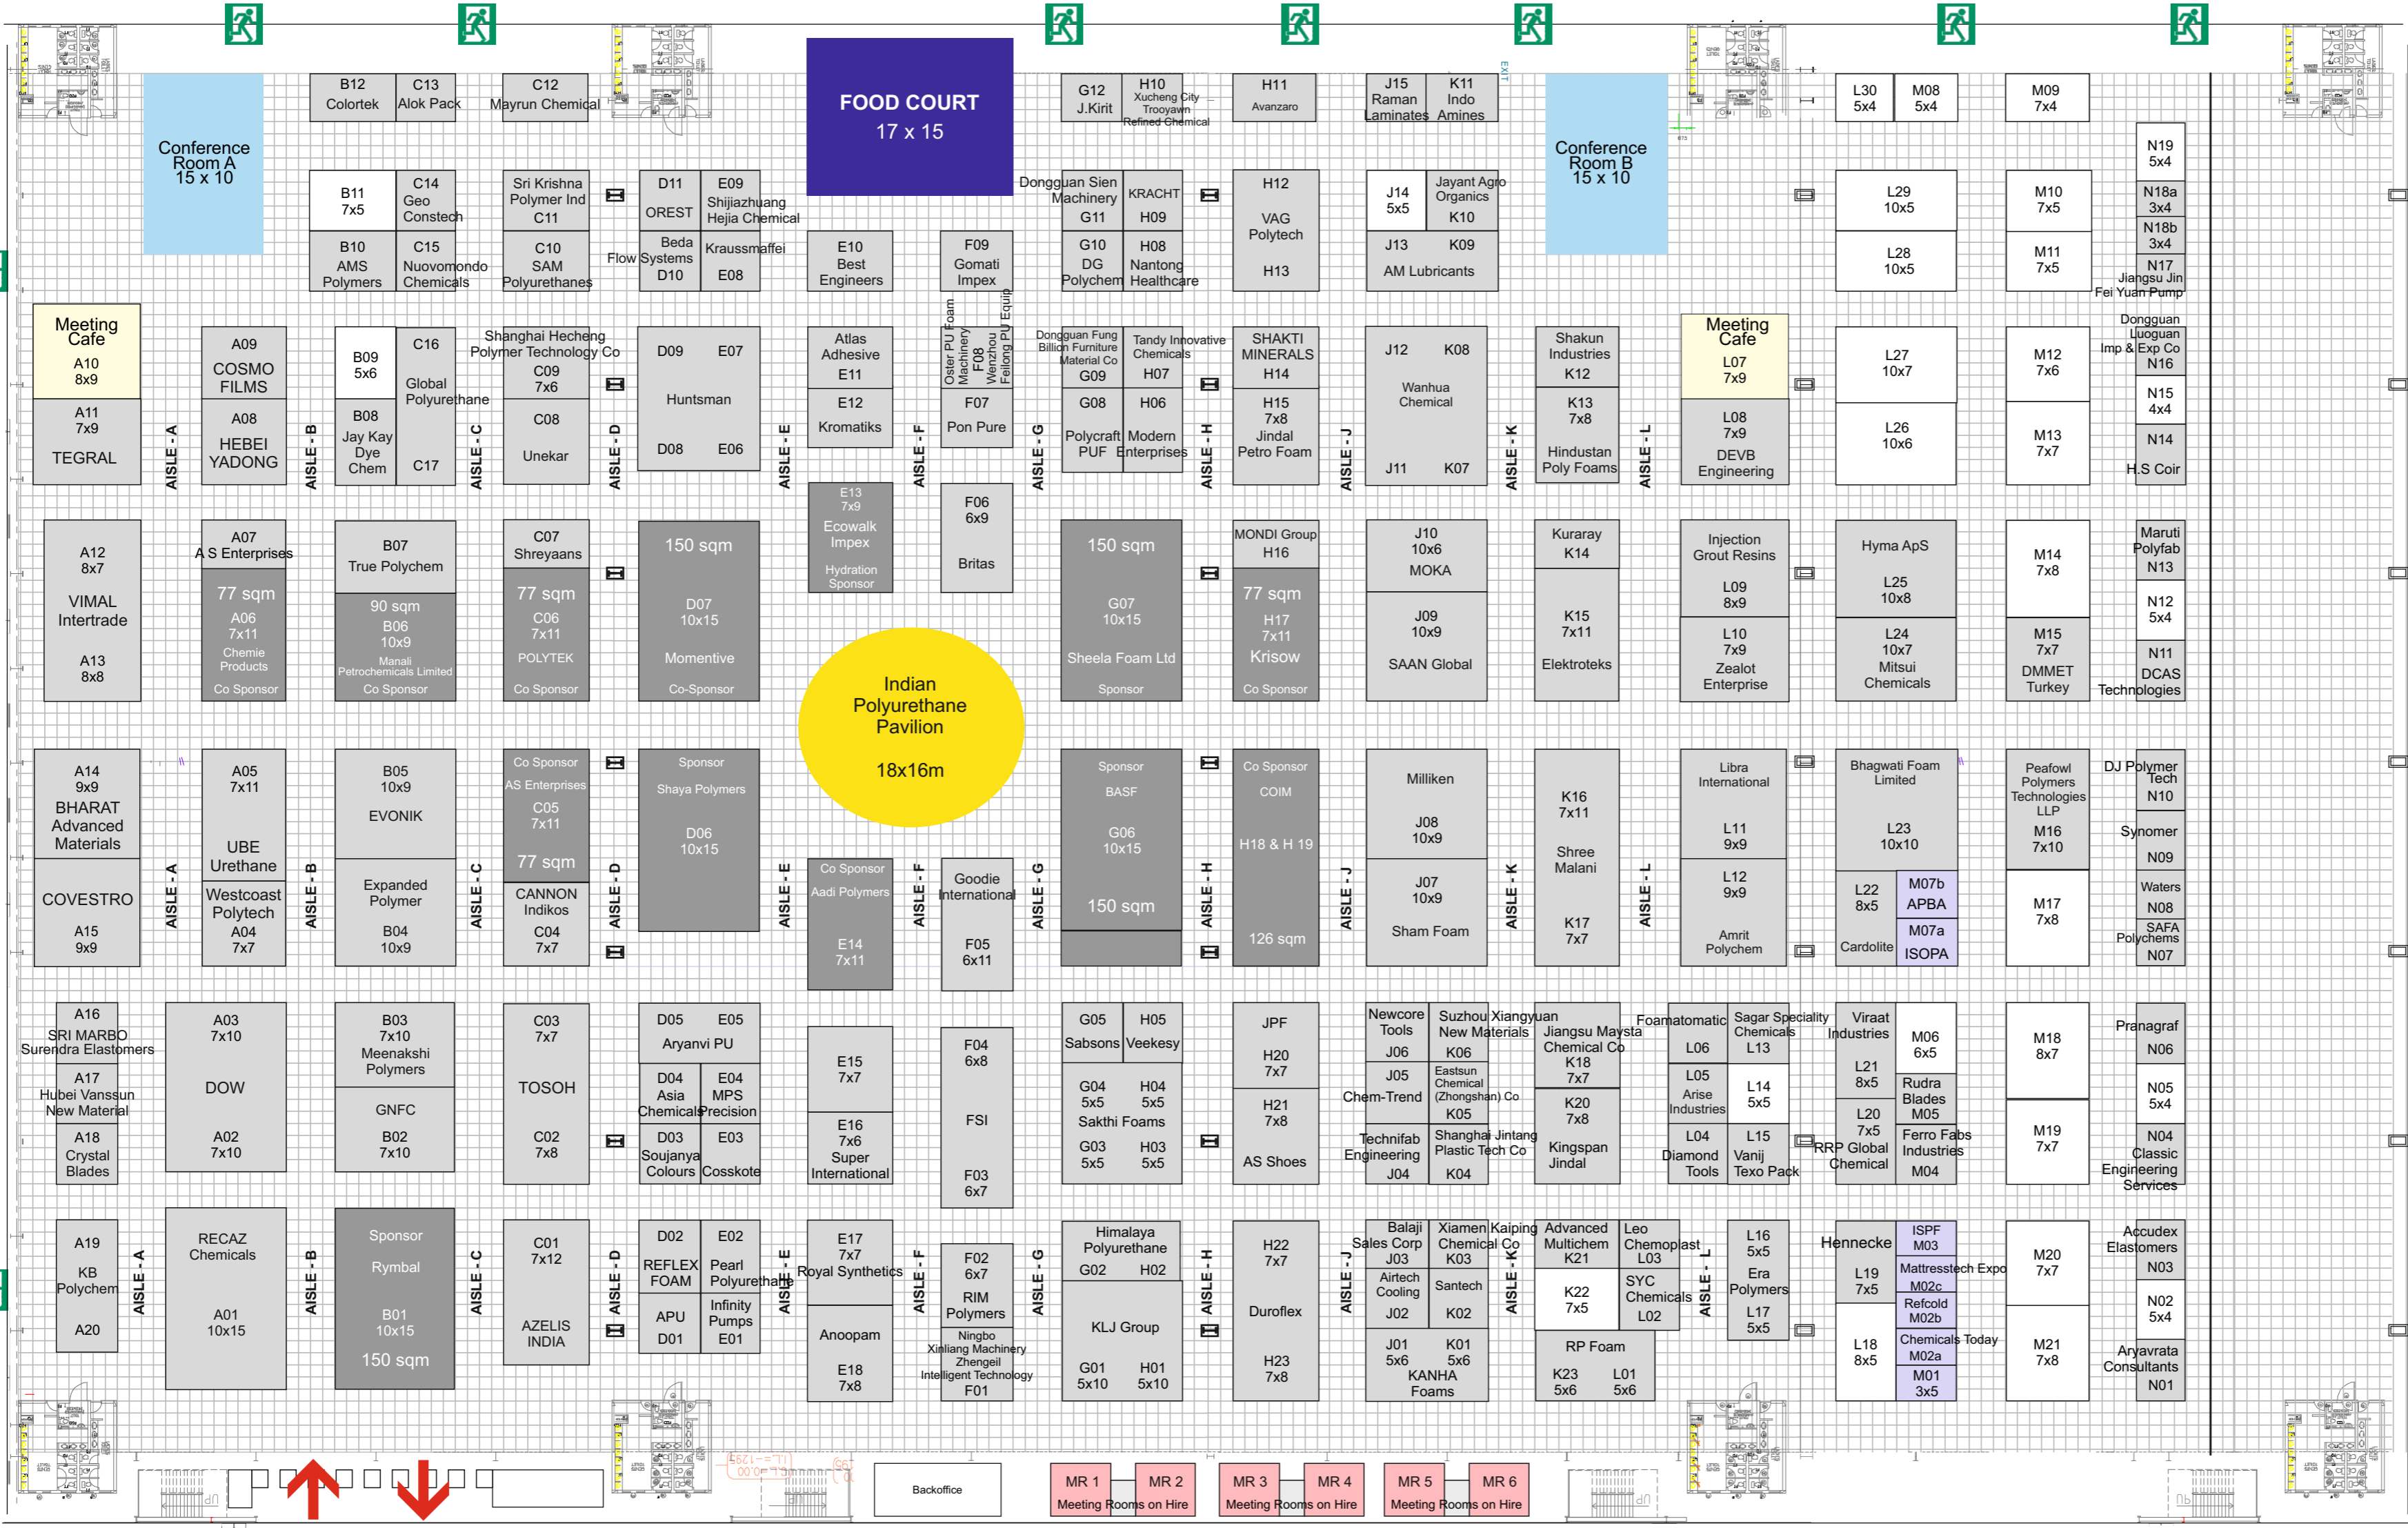 EXIT
B12
Colortek
C13
Alok Pack
C12
Mayrun Chemical
FOOD COURT
17 x 15
G12
J.Kirit
H10
Xucheng City
Trooyawn
Refined Chemical
H11
Avanzaro
J15
Raman
Laminates
K11
Indo
Amines
L30
5x4
M08
5x4
M09
7x4
Conference
Room A
15 x 10
Conference
Room B
15 x 10
N19
5x4
B11
7x5
C14
Geo
Constech
Sri Krishna
Polymer Ind
C11
D11
OREST
E09
Shijiazhuang
Hejia Chemical
Dongguan Sien
Machinery
G11
KRACHT
H09
H12
VAG
Polytech
H13
J14
5x5
Jayant Agro
Organics
K10
L29
10x5
M10
7x5
N18a
3x4
N18b
3x4
B10
AMS
Polymers
C15
Nuovomondo
Chemicals
C10
SAM
Polyurethanes
Beda
Flow Systems
D10
Kraussmaffei
E08
E10
Best
Engineers
F09
Gomati
Impex
G10
DG
Polychem
H08
Nantong
Healthcare
J13
K09
AM Lubricants
L28
10x5
M11
7x5
N17
Jiangsu Jin
Fei Yuan Pump
Meeting
Cafe
A10
8x9
A09
COSMO
FILMS
B09
5x6
C16
Global
Polyurethane
C17
Shanghai Hecheng
Polymer Technology Co
C09
7x6
D09
E07
Huntsman
D08
E06
Atlas
Adhesive
E11
Oster PU Foam
Machinery
F08
Wenzhou
Feilong PU Equip
Dongguan Fung
Billion Furniture
Material Co
G09
Tandy Innovative
Chemicals
H07
SHAKTI
MINERALS
H14
J12
K08
Wanhua
Chemical
J11
K07
Shakun
Industries
K12
Meeting
Cafe
L07
7x9
L27
10x7
M12
7x6
Dongguan
Luoguan
Imp & Exp Co
N16
A11
7x9
TEGRAL
A08
HEBEI
YADONG
B08
Jay Kay
Dye
Chem
C08
Unekar
E12
Kromatiks
F07
Pon Pure
G08
Polycraft
PUF
H06
Modern
Enterprises
H15
7x8
Jindal
Petro Foam
K13
7x8
Hindustan
Poly Foams
L08
7x9
DEVB
Engineering
L26
10x6
M13
7x7
N15
4x4
N14
H.S Coir
AISLE - A
AISLE - B
AISLE - C
AISLE - D
AISLE - E
AISLE - F
AISLE - G
AISLE - H
AISLE - J
AISLE - K
AISLE - L
A12
8x7
VIMAL
Intertrade
A13
8x8
A07
A S Enterprises
77 sqm
A06
7x11
Chemie
Products
Co Sponsor
B07
True Polychem
90 sqm
B06
10x9
Manali
Petrochemicals Limited
Co Sponsor
C07
Shreyaans
77 sqm
C06
7x11
POLYTEK
Co Sponsor
150 sqm
D07
10x15
Momentive
Co-Sponsor
E13
7x9
Ecowalk
Impex
Hydration
Sponsor
F06
6x9
Britas
150 sqm
G07
10x15
Sheela Foam Ltd
Sponsor
MONDI Group
H16
77 sqm
H17
7x11
Krisow
Co Sponsor
J10
10x6
MOKA
J09
10x9
SAAN Global
Kuraray
K14
K15
7x11
Elektroteks
Injection
Grout Resins
L09
8x9
L10
7x9
Zealot
Enterprise
Hyma ApS
L25
10x8
L24
10x7
Mitsui
Chemicals
M14
7x8
M15
7x7
DMMET
Turkey
Maruti
Polyfab
N13
N12
5x4
N11
DCAS
Technologies
Indian
Polyurethane
Pavilion
18x16m
A14
9x9
BHARAT
Advanced
Materials
COVESTRO
A15
9x9
A05
7x11
UBE
Urethane
Westcoast
Polytech
A04
7x7
B05
10x9
EVONIK
Expanded
Polymer
B04
10x9
Co Sponsor
AS Enterprises
C05
7x11
77 sqm
CANNON
Indikos
C04
7x7
Sponsor
Shaya Polymers
D06
10x15
Co Sponsor
Aadi Polymers
E14
7x11
Goodie
International
F05
6x11
Sponsor
BASF
G06
10x15
150 sqm
Co Sponsor
COIM
H18 & H 19
126 sqm
Milliken
J08
10x9
J07
10x9
Sham Foam
K16
7x11
Shree
Malani
K17
7x7
Libra
International
L11
9x9
L12
9x9
Amrit
Polychem
Bhagwati Foam
Limited
L23
10x10
L22
8x5
Cardolite
M07b
APBA
M07a
ISOPA
Peafowl
Polymers
Technologies
LLP
M16
7x10
M17
7x8
DJ Polymer
Tech
N10
Synomer
N09
Waters
N08
SAFA
Polychems
N07
AISLE - A
AISLE - B
AISLE - C
AISLE - D
AISLE - E
AISLE - F
AISLE - G
AISLE - H
AISLE - J
AISLE - K
AISLE - L
A16
SRI MARBO
Surendra Elastomers
A17
Hubei Vanssun
New Material
A18
Crystal
Blades
A03
7x10
DOW
A02
7x10
B03
7x10
Meenakshi
Polymers
GNFC
B02
7x10
C03
7x7
TOSOH
C02
7x8
D05
E05
Aryanvi PU
D04
Asia
Chemicals
E04
MPS
Precision
D03
Soujanya
Colours
E03
Cosskote
E15
7x7
E16
7x6
Super
International
F04
6x8
FSI
F03
6x7
G05
Sabsons
H05
Veekesy
G04
5x5
H04
5x5
Sakthi Foams
G03
5x5
H03
5x5
JPF
H20
7x7
H21
7x8
AS Shoes
Newcore
Tools
J06
Suzhou Xiangyuan
New Materials
K06
J05
Chem-Trend
Eastsun
Chemical
(Zhongshan) Co
K05
Technifab
Engineering
J04
Shanghai Jintang
Plastic Tech Co
K04
Jiangsu Maysta
Chemical Co
K18
7x7
K20
7x8
Kingspan
Jindal
Foamatomatic
L06
Sagar Speciality
Chemicals
L13
L05
Arise
Industries
L14
5x5
L04
Diamond
Tools
L15
Vanij
Texo Pack
Viraat
Industries
L21
8x5
L20
7x5
RRP Global
Chemical
M06
6x5
Rudra
Blades
M05
Ferro Fabs
Industries
M04
M18
8x7
M19
7x7
Pranagraf
N06
N05
5x4
N04
Classic
Engineering
Services
A19
KB
Polychem
A20
RECAZ
Chemicals
A01
10x15
Sponsor
Rymbal
B01
10x15
150 sqm
C01
7x12
AZELIS
INDIA
D02
REFLEX
FOAM
E02
Pearl
Polyurethane
APU
D01
Infinity
Pumps
E01
E17
7x7
Royal Synthetics
Anoopam
E18
7x8
F02
6x7
RIM
Polymers
Ningbo
Xinliang Machinery
Zhengeil
Intelligent Technology
F01
Himalaya
Polyurethane
G02
H02
KLJ Group
G01
5x10
H01
5x10
H22
7x7
Duroflex
H23
7x8
Balaji
Sales Corp
J03
Xiamen Kaiping
Chemical Co
K03
Airtech
Cooling
J02
Santech
K02
J01
5x6
K01
5x6
KANHA
Foams
Advanced
Multichem
K21
Leo
Chemoplast
L03
K22
7x5
SYC
Chemicals
L02
RP Foam
K23
5x6
L01
5x6
L16
5x5
Era
Polymers
L17
5x5
Hennecke
L19
7x5
L18
8x5
ISPF
M03
Mattresstech Expo
M02c
Refcold
M02b
Chemicals Today
M02a
M01
3x5
M20
7x7
M21
7x8
Accudex
Elastomers
N03
N02
5x4
Aryavrata
Consultants
N01
AISLE - A
AISLE - B
AISLE - C
AISLE - D
AISLE - E
AISLE - F
AISLE - G
AISLE - H
AISLE - J
AISLE - K
AISLE - L
UP
UP
UP
UP
Backoffice
MR 1
MR 2
Meeting Rooms on Hire
MR 3
MR 4
Meeting Rooms on Hire
MR 5
MR 6
Meeting Rooms on Hire